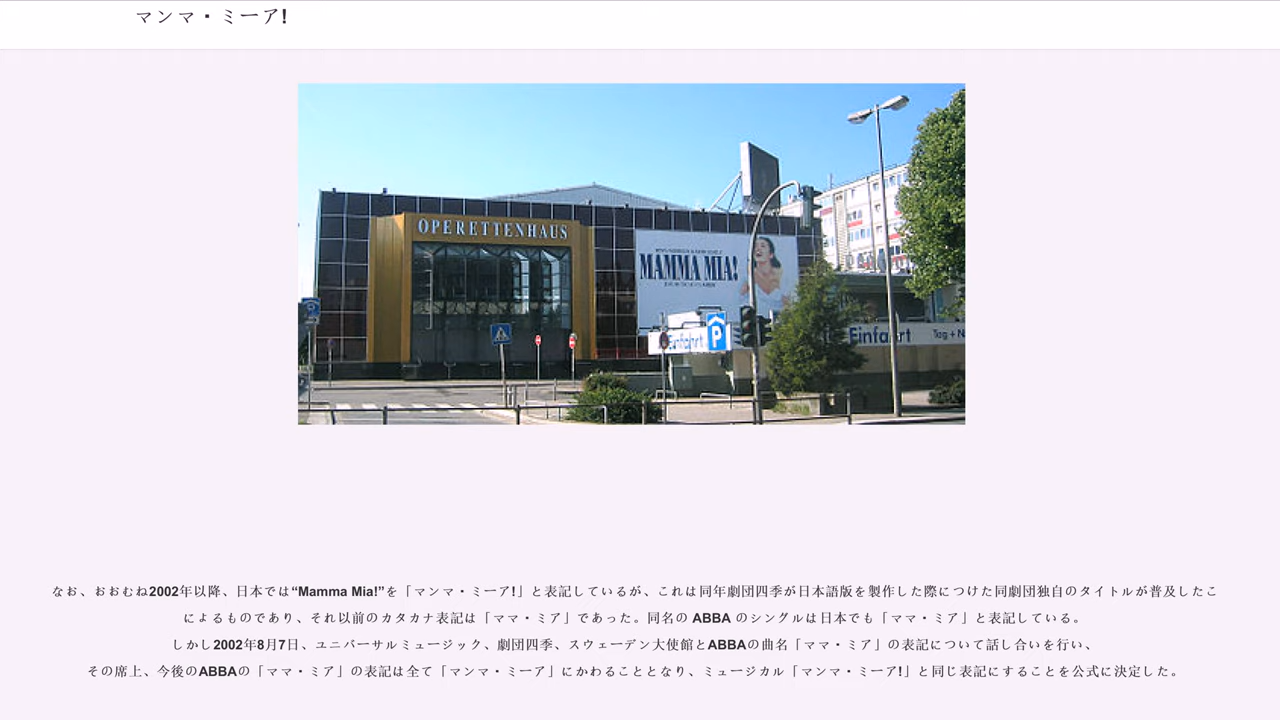 マンマ・ミーア!
OPERETTENHAUS
MAMMA MIA!
P
Einfahrt
Einfahrt Tag + N
なお、おおむね2002年以降、日本では“Mamma Mia!”を「マンマ・ミーア!」と表記しているが、これは同年劇団四季が日本語版を製作した際につけた同劇団独自のタイトルが普及したこ
によるものであり、それ以前のカタカナ表記は「ママ・ミア」であった。同名の ABBA のシングルは日本でも「ママ・ミア」と表記している。
しかし2002年8月7日、ユニバーサルミュージック、劇団四季、スウェーデン大使館とABBAの曲名「ママ・ミア」の表記について話し合いを行い、
その席上、今後のABBAの「ママ・ミア」の表記は全て「マンマ・ミーア」にかわることとなり、ミュージカル「マンマ・ミーア!」と同じ表記にすることを公式に決定した。